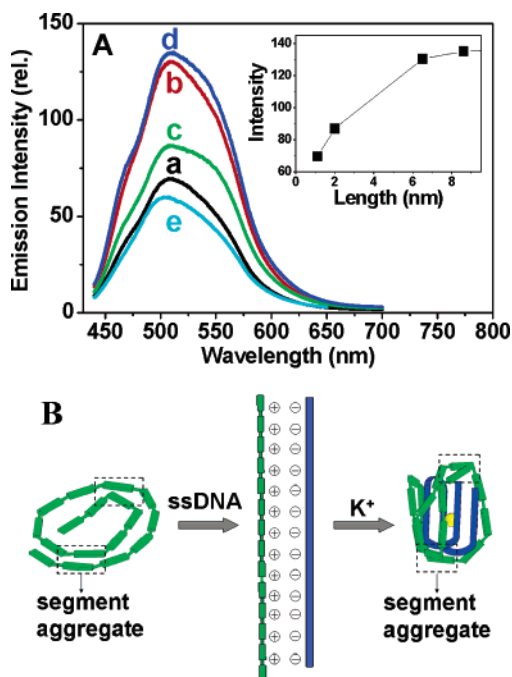 A
Emission Intensity (rel.)
150
100
50
0
450 500 550 600 650 700 750 800
Wavelength (nm)
d
b
c
a
e
Intensity
140
120
100
80
60
0 2 4 6 8
Length (nm)
B
ssDNA
K⁺
segment
aggregate
+ − + − + − + − + − + − + − + − + − + − + − + − + − + −
segment
aggregate